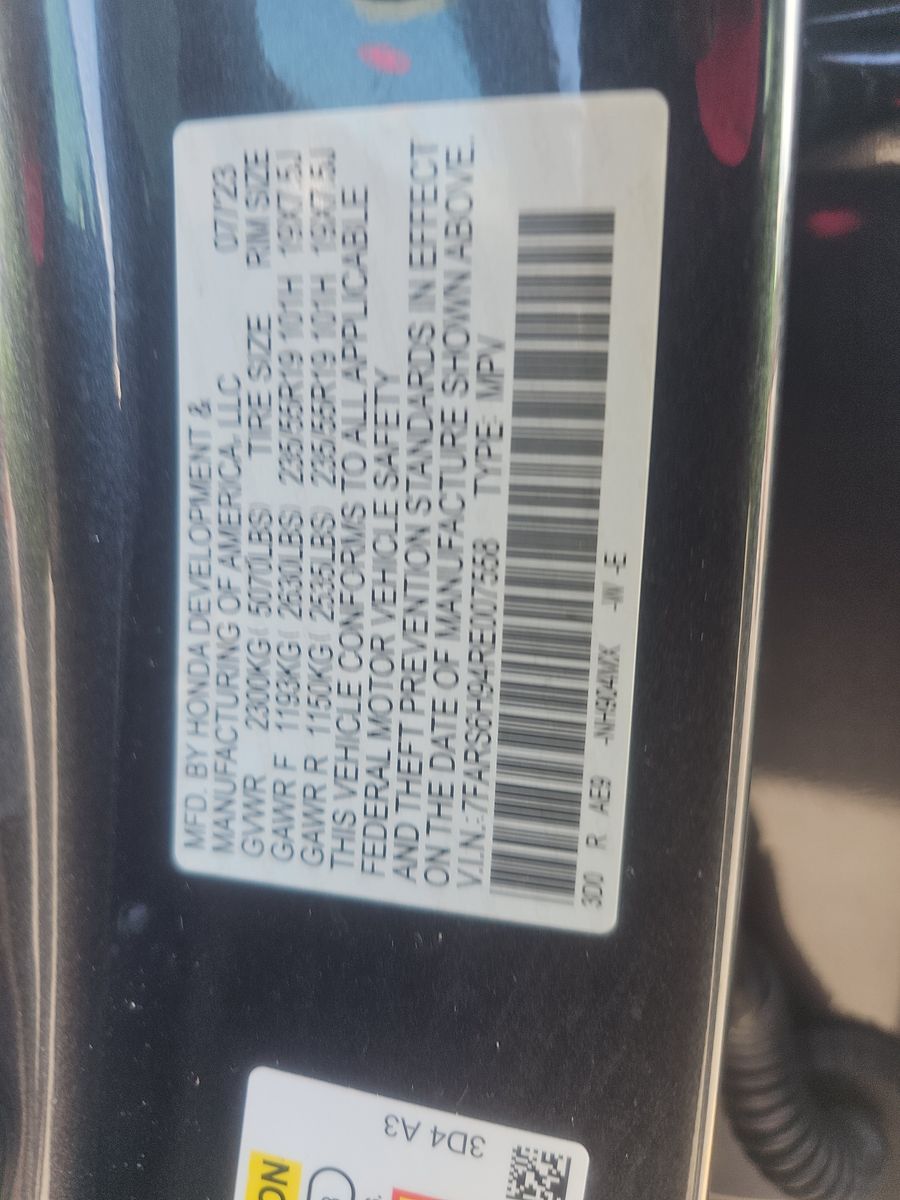 MFD. BY HONDA DEVELOPMENT &
MANUFACTURING OF AMERICA, LLC 07/23
GVWR 2300KG( 5070LBS) TIRE SIZE RIM SIZE
GAWR F 1193KG( 2630LBS) 235/55R19 101H 19X7.5J
GAWR R 1150KG( 2535LBS) 235/55R19 101H 19X7.5J
THIS VEHICLE CONFORMS TO ALL APPLICABLE
FEDERAL MOTOR VEHICLE SAFETY
AND THEFT PREVENTION STANDARDS IN EFFECT
ON THE DATE OF MANUFACTURE SHOWN ABOVE.
V.I.N.:7FARS6H94RE007558 TYPE: MPV
3D0 R AE9 -NH904MX -W -E
3D4 A3